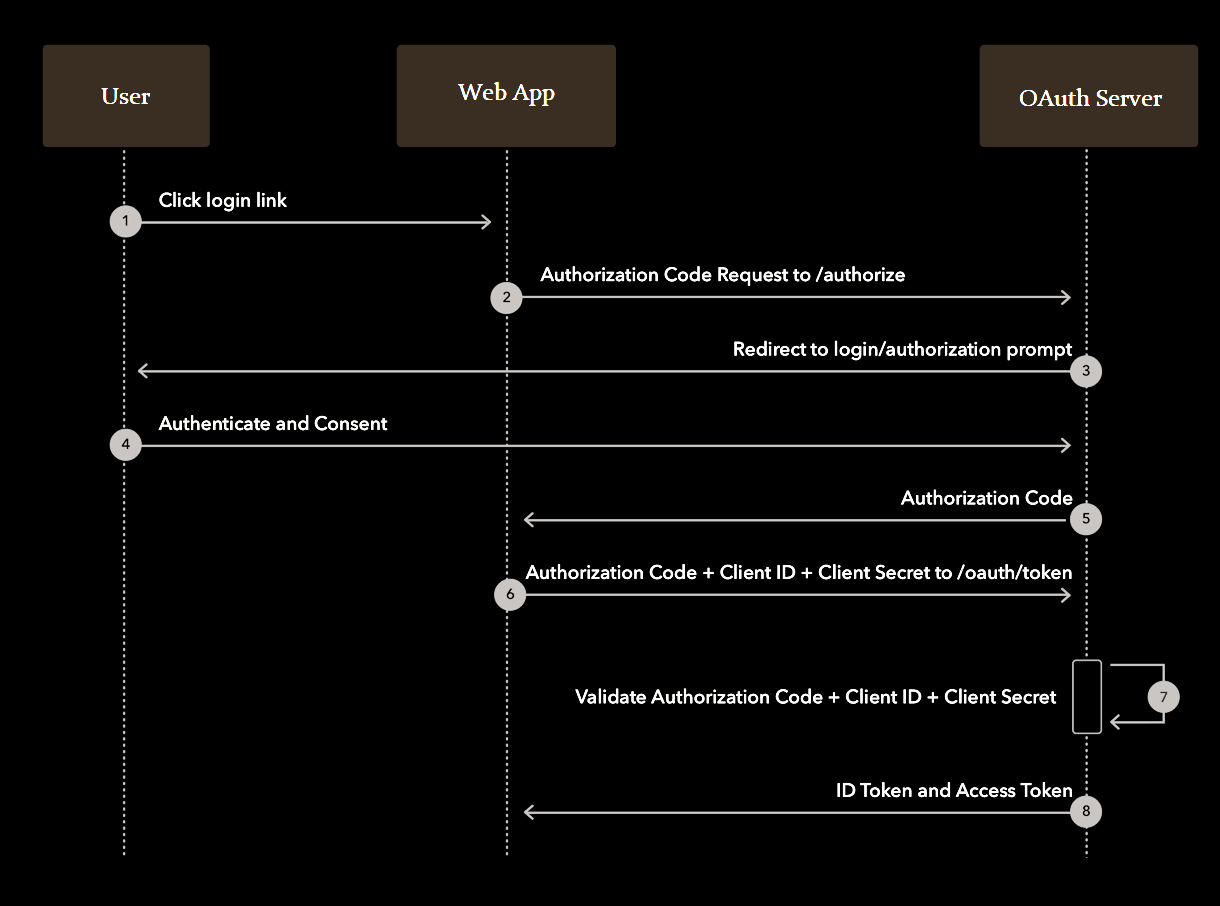 User
Web App
OAuth Server
Click login link
1
Authorization Code Request to /authorize
2
Redirect to login/authorization prompt
3
Authenticate and Consent
4
Authorization Code
5
Authorization Code + Client ID + Client Secret to /oauth/token
6
Validate Authorization Code + Client ID + Client Secret
7
ID Token and Access Token
8